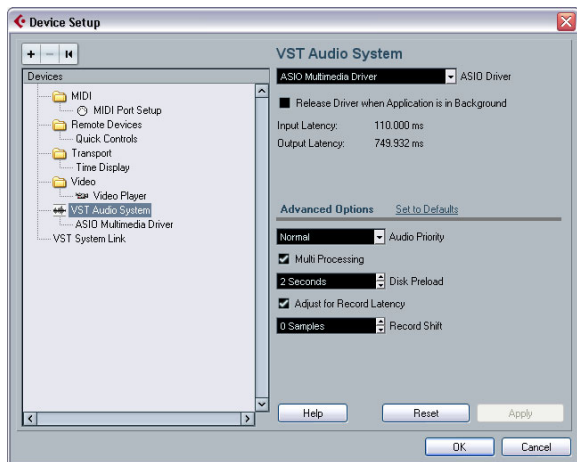 Device Setup
+ −
Devices
MIDI
MIDI Port Setup
Remote Devices
Quick Controls
Transport
Time Display
Video
Video Player
VST Audio System
ASIO Multimedia Driver
VST System Link
VST Audio System
ASIO Multimedia Driver ASIO Driver
Release Driver when Application is in Background
Input Latency: 110.000 ms
Output Latency: 749.932 ms
Advanced Options Set to Defaults
Normal Audio Priority
Multi Processing
2 Seconds Disk Preload
Adjust for Record Latency
0 Samples Record Shift
Help Reset Apply
OK Cancel